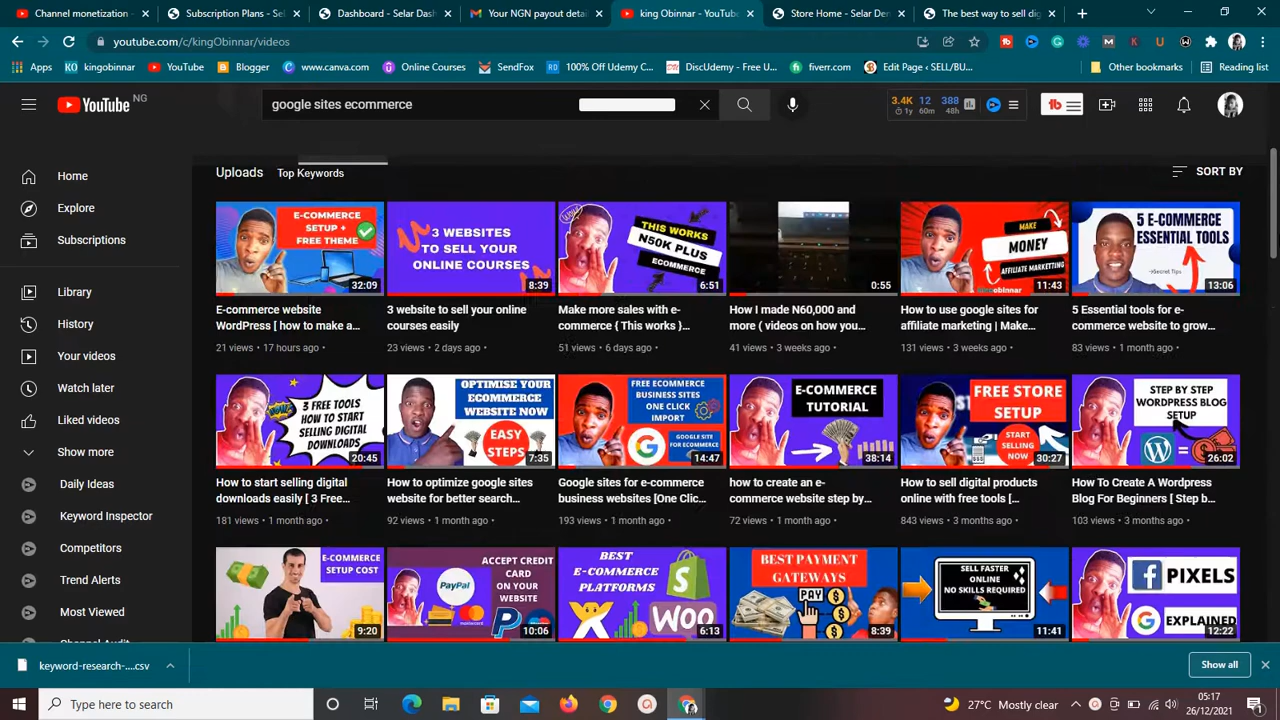 Channel monetization -
Subscription Plans - Sel
Dashboard – Selar Das
Your NGN payout deta
king Obinnar - YouTube
Store Home - Selar De
The best way to sell dig
youtube.com/c/kingObinnar/videos
Apps
KO
kingobinnar
YouTube
Blogger
www.canva.com
Online Courses
SendFox
100% Off Udemy C...
DiscUdemy - Free U...
fiverr.com
Edit Page ‹ SELL/BU...
Other bookmarks
Reading list
YouTube NG
google sites ecommerce
3.4K 12 388
1y 60m 48h
tb
Home
Explore
Subscriptions
Library
History
Your videos
Watch later
Liked videos
Show more
Daily Ideas
Keyword Inspector
Competitors
Trend Alerts
Most Viewed
Channel Audit
Uploads
Top Keywords
SORT BY
E-COMMERCE
SETUP +
FREE THEME
32:09
E-commerce website
WordPress [ how to make a...
21 views • 17 hours ago
3 WEBSITES
TO SELL YOUR
ONLINE COURSES
8:39
3 website to sell your online
courses easily
23 views • 2 days ago
THIS WORKS
N50K PLUS
ECOMMERCE
6:51
Make more sales with e-
commerce { This works }...
51 views • 6 days ago
0:55
How I made N60,000 and
more ( videos on how you...
41 views • 3 weeks ago
MAKE
MONEY
AFFILIATE MARKETTING
kingobinnar
11:43
How to use google sites for
affiliate marketing | Make...
131 views • 3 weeks ago
5 E-COMMERCE
ESSENTIAL TOOLS
Secret Tips
13:06
5 Essential tools for e-
commerce website to grow...
83 views • 1 month ago
3 FREE TOOLS
HOW TO START
SELLING DIGITAL
DOWNLOADS
20:45
How to start selling digital
downloads easily [ 3 Free...
181 views • 1 month ago
OPTIMISE YOUR
ECOMMERCE
WEBSITE NOW
EASY
STEPS
7:35
How to optimize google sites
website for better search...
92 views • 1 month ago
FREE ECOMMERCE
BUSINESS SITES
ONE CLICK
IMPORT
GOOGLE SITE
FOR ECOMMERCE
14:47
Google sites for e-commerce
business websites [One Clic...
193 views • 1 month ago
E-COMMERCE
TUTORIAL
38:14
how to create an e-
commerce website step by...
72 views • 1 month ago
FREE STORE
SETUP
START
SELLING
NOW
30:27
How to sell digital products
online with free tools [...
843 views • 3 months ago
STEP BY STEP
WORDPRESS BLOG
SETUP
26:02
How To Create A Wordpress
Blog For Beginners [ Step b...
103 views • 3 months ago
E-COMMERCE
SETUP COST
9:20
ACCEPT CREDIT
CARD
ON YOUR
WEBSITE
PayPal
10:06
BEST
E-COMMERCE
PLATFORMS
WOO
6:13
BEST PAYMENT
GATEWAYS
PAY
8:39
SELL FASTER
ONLINE
NO SKILLS
REQUIRED
11:41
PIXELS
EXPLAINED
12:22
keyword-research-....csv
Show all
Type here to search
27°C Mostly clear
05:17
26/12/2021